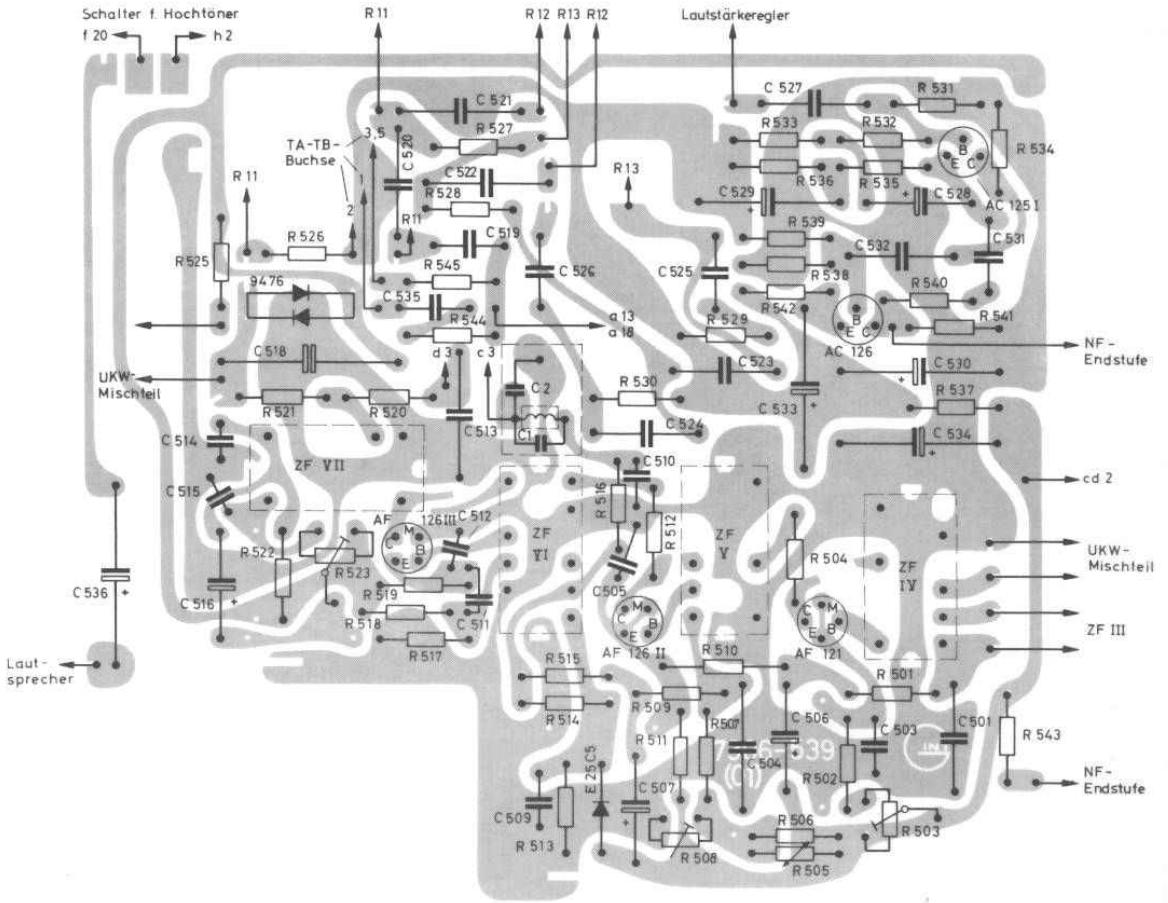 Schalter f. Hochtöner
f 20
h 2
R 11
R 12 R 13 R 12
Lautstärkeregler
C 521
C 527
R 531
R 527
R 533
R 532
R 534
TA-TB-
Buchse
3,5
1
2
C 520
C 522
R 536
R 535
B
E C
R 11
R 528
R 13
C 529
+
C 528
+
AC 125 I
R 11
C 519
R 539
R 525
R 526
C 532
C 531
R 545
C 526
C 525
R 538
9476
C 535
R 542
R 540
R 544
a 13
a 18
R 529
B
E C
R 541
C 518
d 3
c 3
AC 126
NF-
Endstufe
UKW-
Mischteil
C 2
C 523
C 530
+
R 521
R 520
R 530
R 537
C 513
C 1
C 524
C 533
+
C 534
+
C 514
ZF VII
C 510
cd 2
C 515
R 516
AF 126 III
C 512
R 512
M
C B
E
ZF
VI
ZF
V
R 504
ZF
IV
UKW-
Mischteil
R 522
R 523
C 536
+
C 516
+
R 519
C 505
C 511
R 518
M
C B
E
M
C B
E
ZF III
R 517
AF 126 II
R 510
AF 121
Laut-
sprecher
R 515
R 509
R 501
R 514
R 507
C 506
+
C 503
C 501
R 543
R 511
C 504
R 502
E 25 C5
C 507
+
NF-
Endstufe
C 509
R 513
R 508
R 506
R 505
R 503